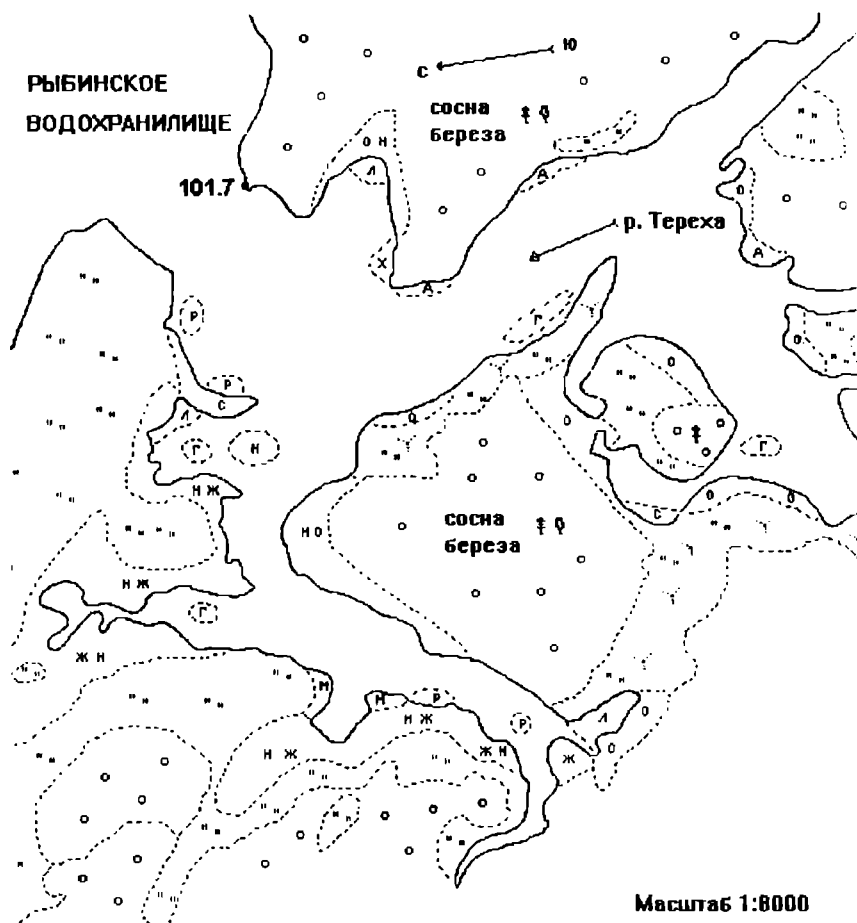 Ю
С
РЫБИНСКОЕ
ВОДОХРАНИЛИЩЕ
сосна
береза
О Н
Л
А
101.7
О
р. Тереха
А
Х
А
Р
Г
О
О
Р
С
Л
О
О
Г
Н
Г
Н Ж
С
О
О
Н О
сосна
береза
Н Ж
Г
Ж Н
М
М
Р
Н Ж
Р
Л
О
Н Ж
Ж Н
Ж
О
Масштаб 1:8000